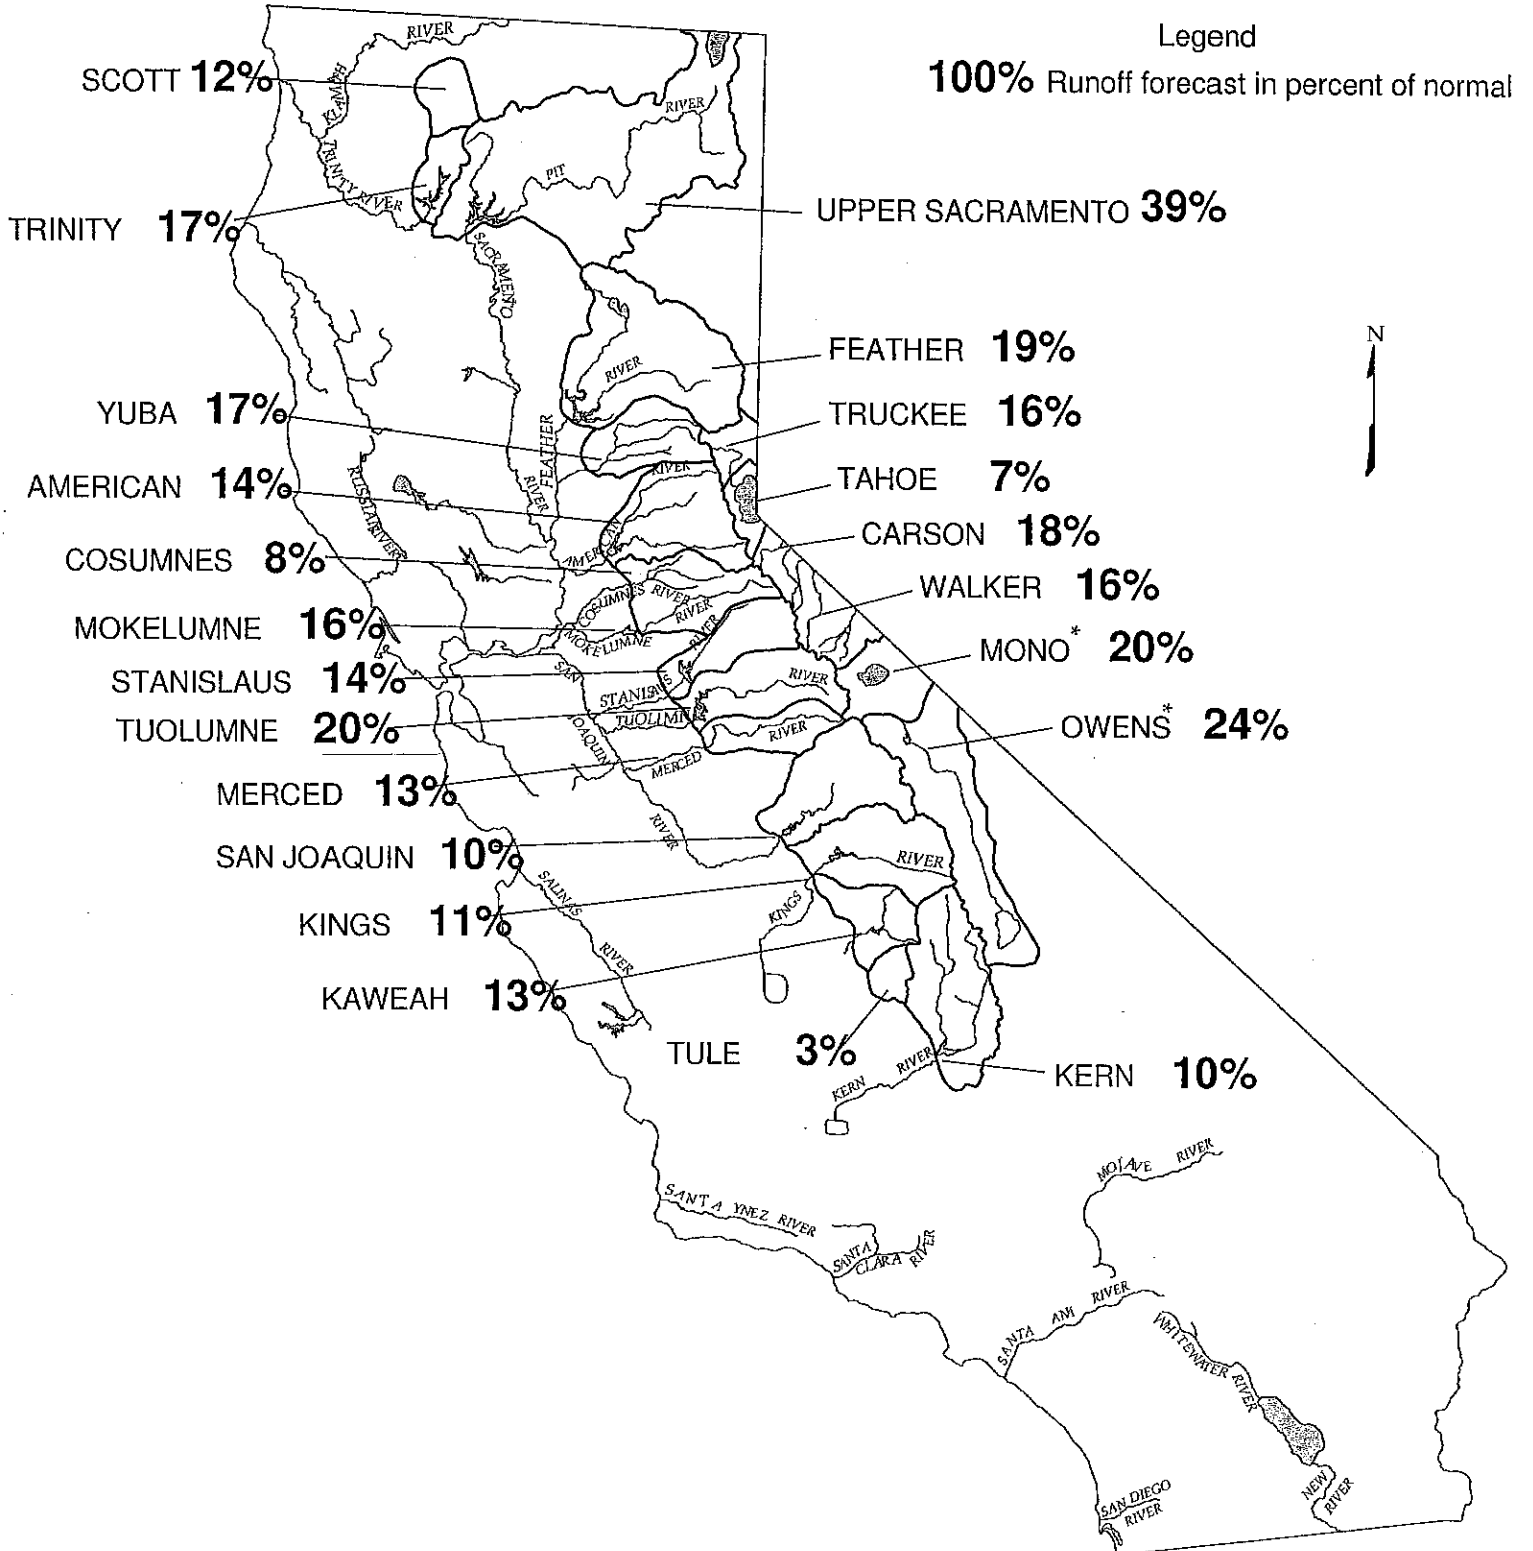 Legend
100% Runoff forecast in percent of normal
RIVER
SCOTT 12%
KLAMATH
RIVER
TRINITY RIVER
PIT
TRINITY 17%
UPPER SACRAMENTO 39%
SACRAMENTO
N
FEATHER 19%
RIVER
YUBA 17%
TRUCKEE 16%
FEATHER
RIVER
AMERICAN 14%
RIVER
TAHOE 7%
RUSSIAN RIVER
AMERICAN
CARSON 18%
COSUMNES 8%
COSUMNES RIVER
WALKER 16%
RIVER
MOKELUMNE 16%
MOKELUMNE
RIVER
MONO* 20%
SAN
JOAQUIN
RIVER
STANISLAUS 14%
STANISLAUS
RIVER
TUOLUMNE 20%
TUOLUMNE
RIVER
OWENS* 24%
MERCED 13%
MERCED
SAN JOAQUIN 10%
RIVER
SALINAS
RIVER
KINGS 11%
KINGS
KAWEAH 13%
TULE 3%
KERN RIVER
KERN 10%
MOJAVE RIVER
SANTA YNEZ RIVER
SANTA
CLARA RIVER
SANTA ANA RIVER
WHITEWATER RIVER
NEW
RIVER
SAN DIEGO
RIVER